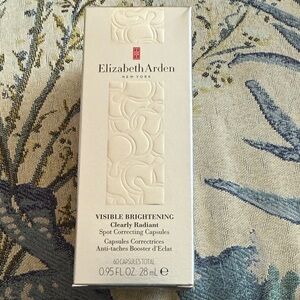 Elizabeth Arden
NEW YORK
VISIBLE BRIGHTENING
Clearly Radiant
Spot Correcting Capsules
Capsules Correctrices
Anti-taches Booster d'Eclat
60 CAPSULES TOTAL
0.95 FL.OZ. 28 mL ℮